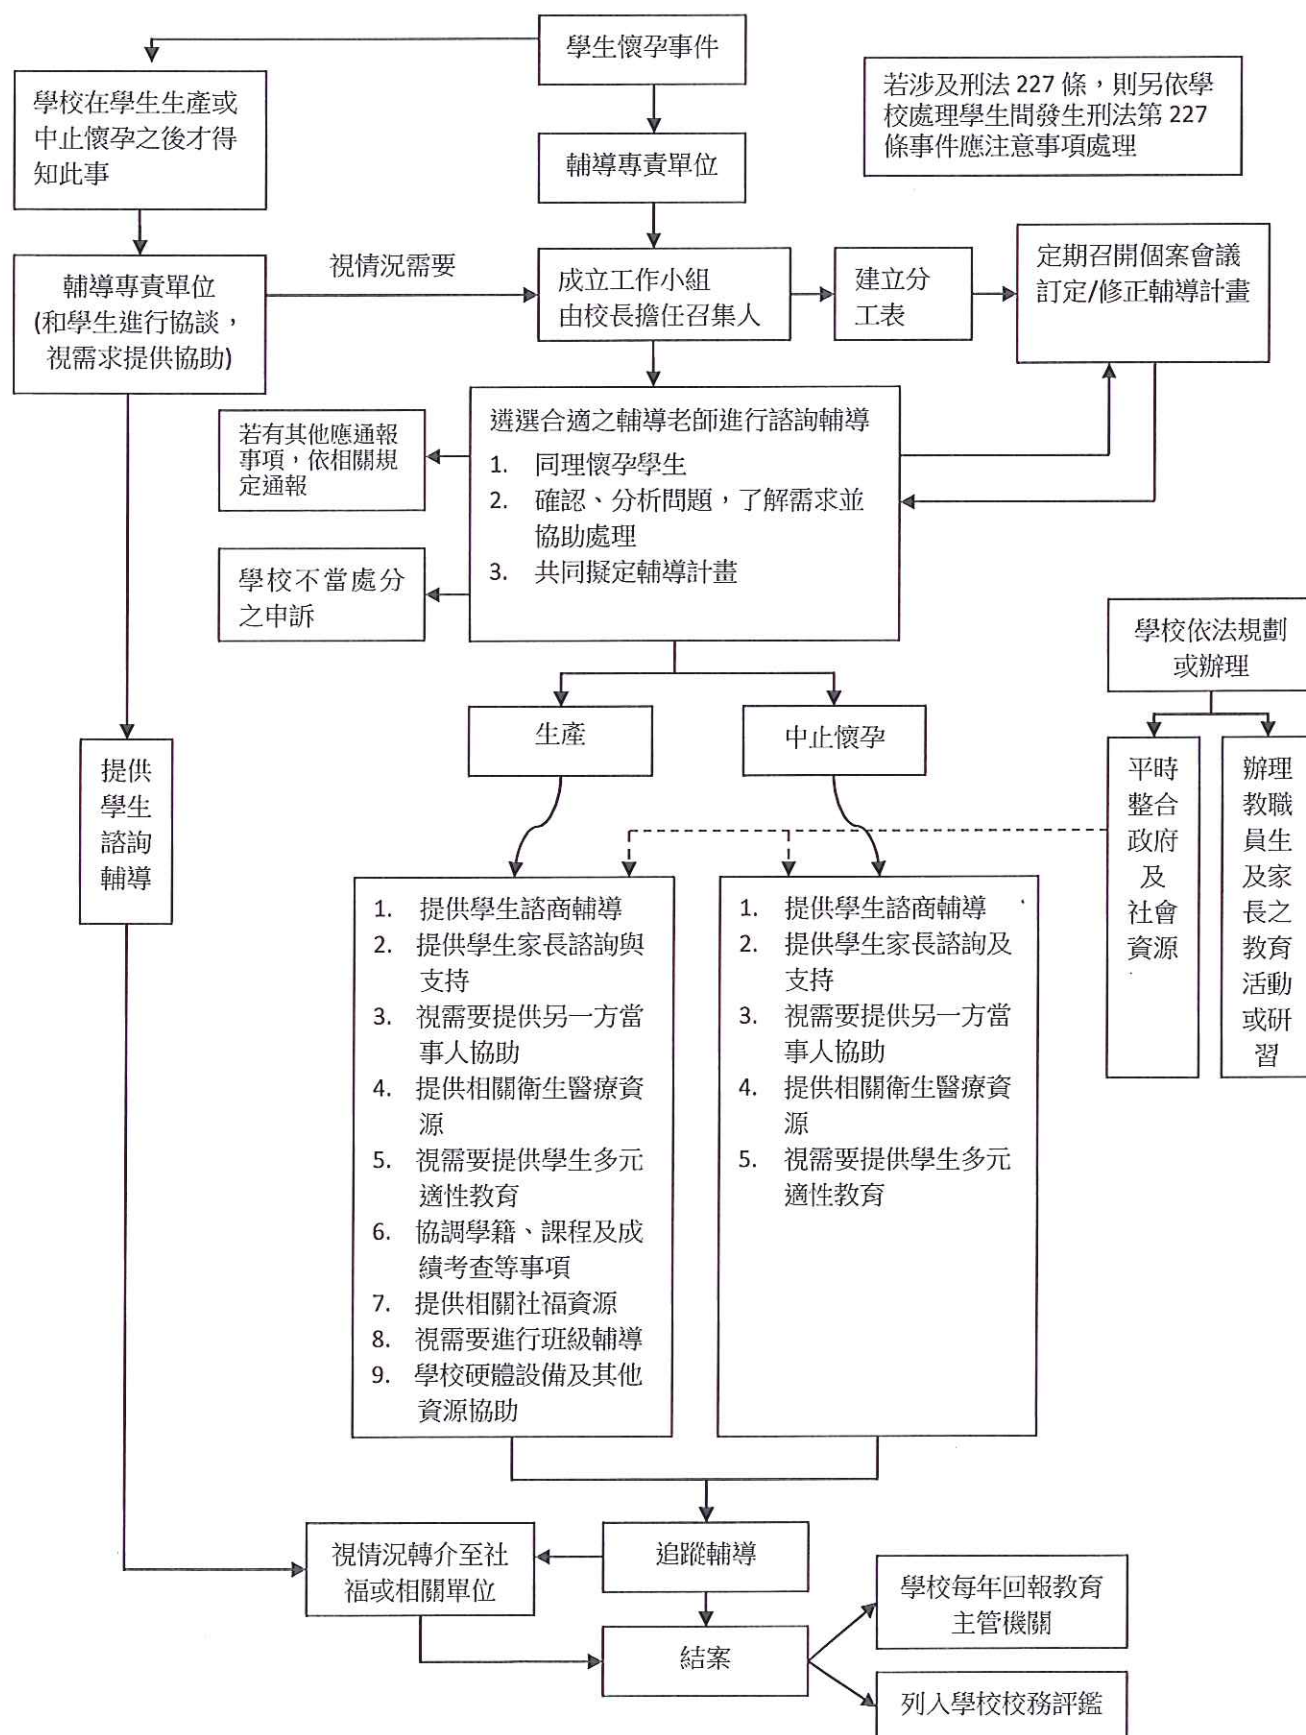 學生懷孕事件
學校在學生生產或
中止懷孕之後才得
知此事
若涉及刑法 227 條,則另依學
校處理學生間發生刑法第 227
條事件應注意事項處理
輔導專責單位
輔導專責單位
(和學生進行協談,
視需求提供協助)
視情況需要
成立工作小組
由校長擔任召集人
建立分
工表
定期召開個案會議
訂定/修正輔導計畫
遴選合適之輔導老師進行諮詢輔導
1. 同理懷孕學生
2. 確認、分析問題,了解需求並
協助處理
3. 共同擬定輔導計畫
若有其他應通報
事項,依相關規
定通報
學校不當處分
之申訴
學校依法規劃
或辦理
生產
中止懷孕
提供
學生
諮詢
輔導
平時
整合
政府
及
社會
資源
辦理
教職
員生
及家
長之
教育
活動
或研
習
1. 提供學生諮商輔導
2. 提供學生家長諮詢與
支持
3. 視需要提供另一方當
事人協助
4. 提供相關衛生醫療資
源
5. 視需要提供學生多元
適性教育
6. 協調學籍、課程及成
績考查等事項
7. 提供相關社福資源
8. 視需要進行班級輔導
9. 學校硬體設備及其他
資源協助
1. 提供學生諮商輔導
2. 提供學生家長諮詢及
支持
3. 視需要提供另一方當
事人協助
4. 提供相關衛生醫療資
源
5. 視需要提供學生多元
適性教育
視情況轉介至社
福或相關單位
追蹤輔導
結案
學校每年回報教育
主管機關
列入學校校務評鑑